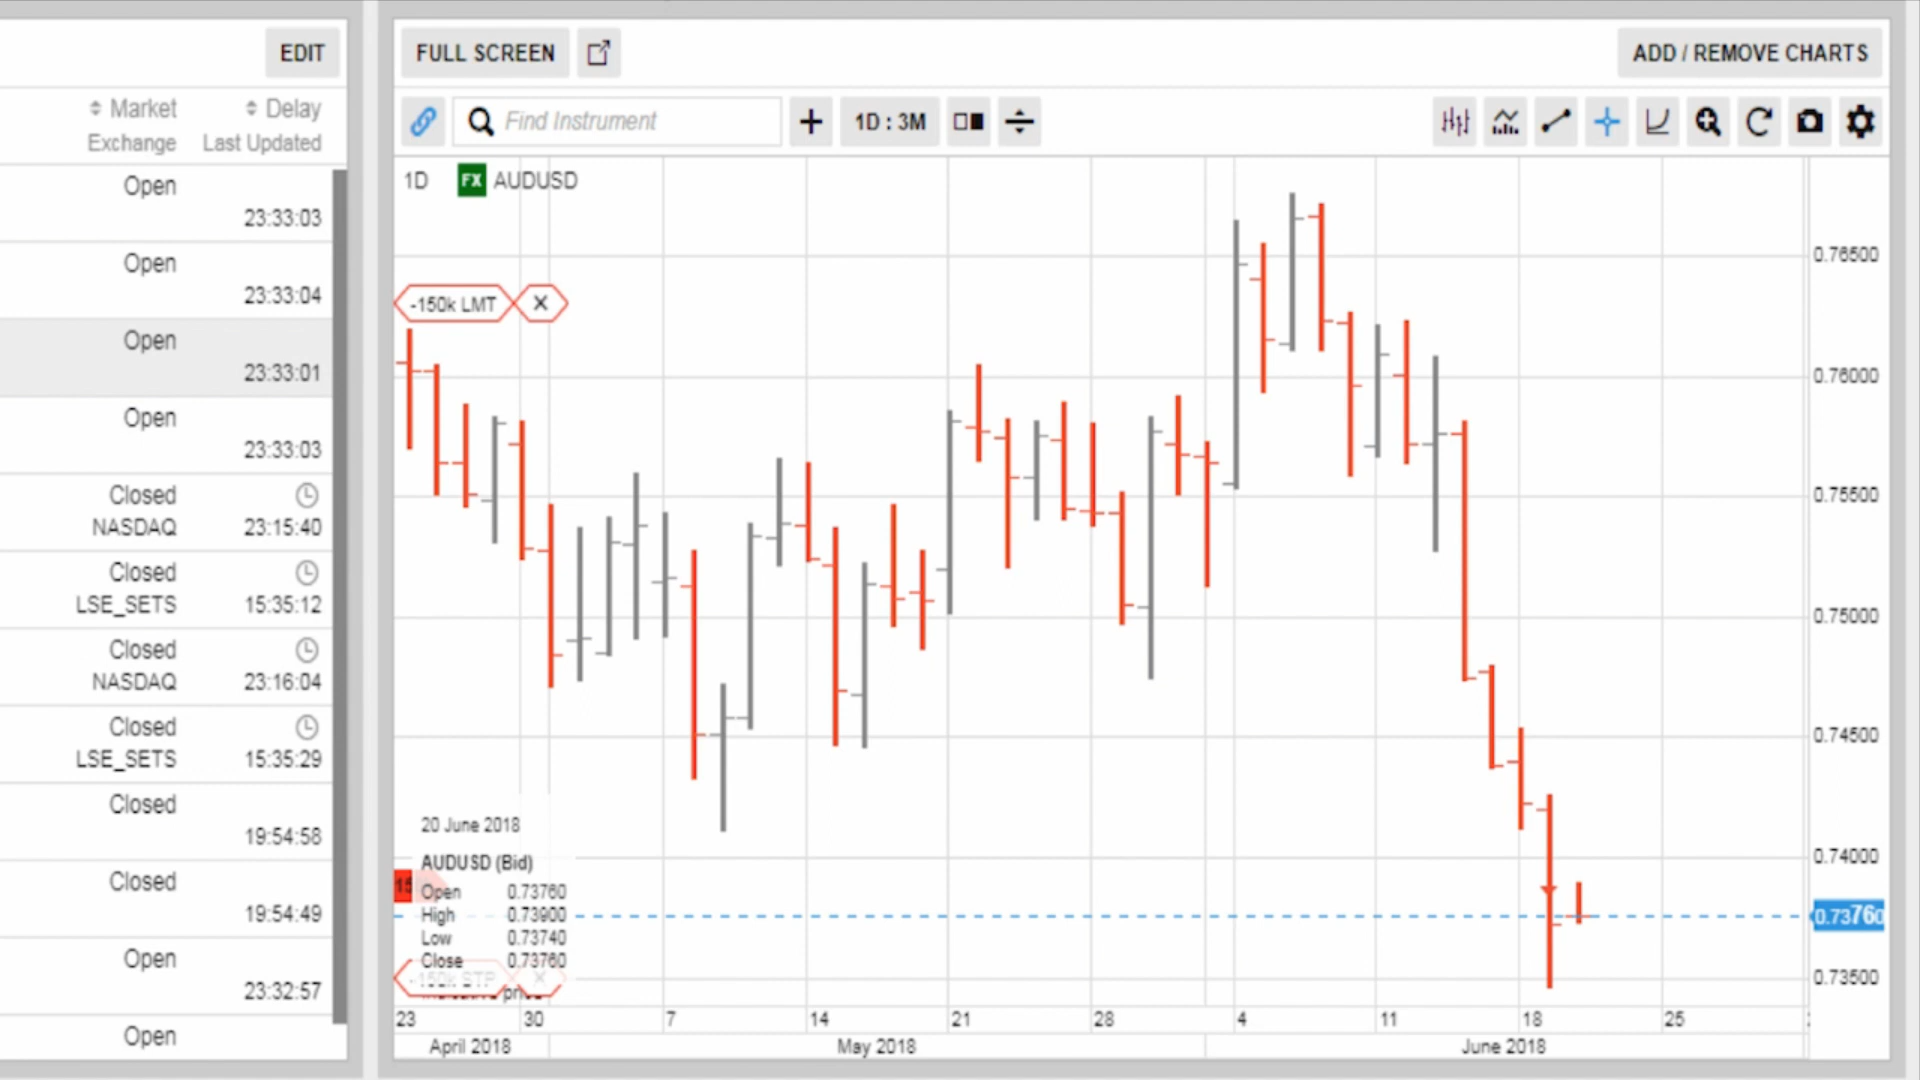 EDIT
FULL SCREEN
ADD / REMOVE CHARTS
Market
Delay
Exchange
Last Updated
Find Instrument
1D : 3M
1D
FX
AUDUSD
Open
23:33:03
Open
23:33:04
Open
23:33:01
Open
23:33:03
Closed
NASDAQ
23:15:40
Closed
LSE_SETS
15:35:12
Closed
NASDAQ
23:16:04
Closed
LSE_SETS
15:35:29
Closed
19:54:58
Closed
19:54:49
Open
23:32:57
Open
-150k LMT
X
20 June 2018
AUDUSD (Bid)
Open 0.73760
High 0.73900
Low 0.73740
Close 0.73760
-150k STP
X
0.76500
0.76000
0.75500
0.75000
0.74500
0.74000
0.73760
0.73500
23
30
7
14
21
28
4
11
18
25
April 2018
May 2018
June 2018